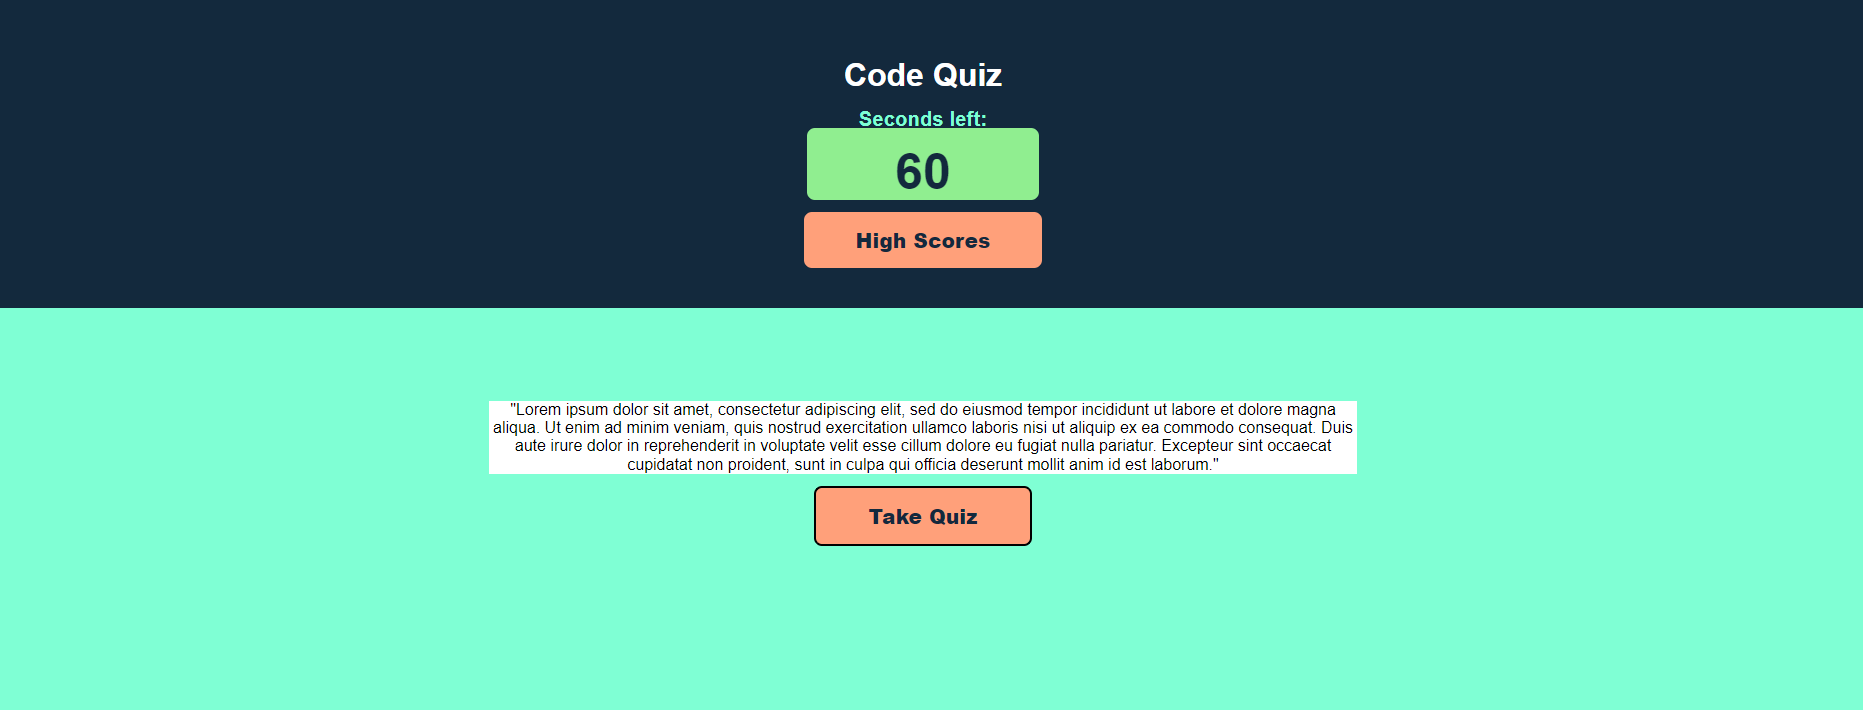 Code Quiz
Seconds left:
60
High Scores
"Lorem ipsum dolor sit amet, consectetur adipiscing elit, sed do eiusmod tempor incididunt ut labore et dolore magna
aliqua. Ut enim ad minim veniam, quis nostrud exercitation ullamco laboris nisi ut aliquip ex ea commodo consequat. Duis
aute irure dolor in reprehenderit in voluptate velit esse cillum dolore eu fugiat nulla pariatur. Excepteur sint occaecat
cupidatat non proident, sunt in culpa qui officia deserunt mollit anim id est laborum."
Take Quiz